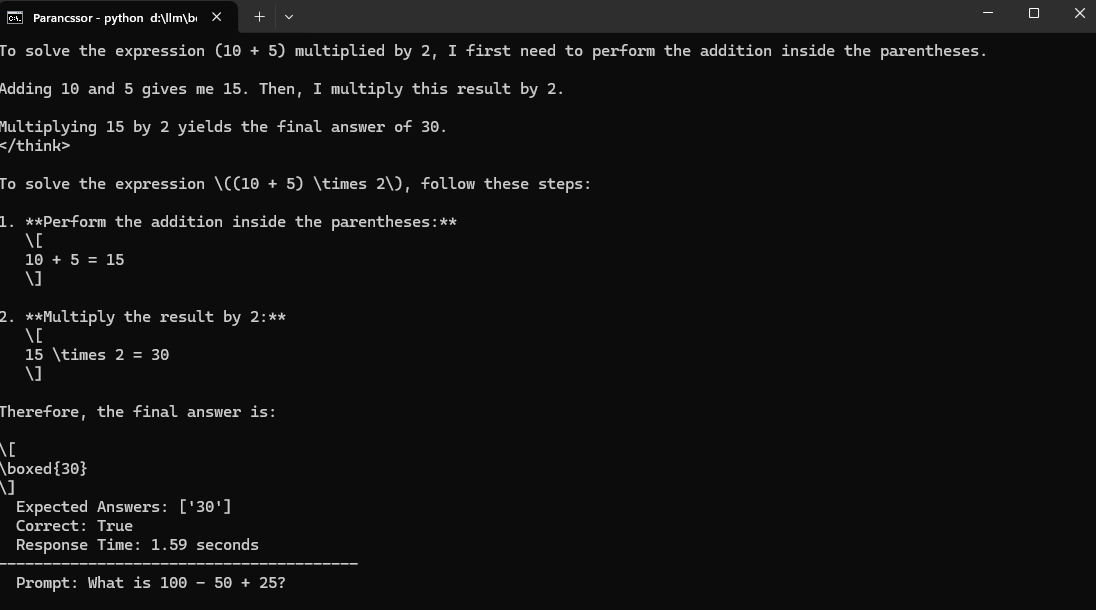 Parancssor - python  d:\llm\b
To solve the expression (10 + 5) multiplied by 2, I first need to perform the addition inside the parentheses.
Adding 10 and 5 gives me 15. Then, I multiply this result by 2.
Multiplying 15 by 2 yields the final answer of 30.
</think>
To solve the expression \((10 + 5) \times 2\), follow these steps:
1. **Perform the addition inside the parentheses:**
\[
10 + 5 = 15
\]
2. **Multiply the result by 2:**
\[
15 \times 2 = 30
\]
Therefore, the final answer is:
\[
\boxed{30}
\]
Expected Answers: ['30']
Correct: True
Response Time: 1.59 seconds
----------------------------------------
Prompt: What is 100 - 50 + 25?